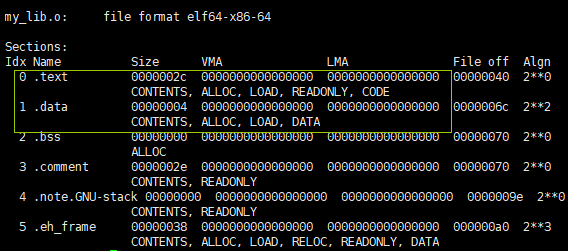 my_lib.o:     file format elf64-x86-64
Sections:
Idx Name          Size      VMA               LMA               File off  Algn
  0 .text         0000002c  0000000000000000  0000000000000000  00000040  2**0
                  CONTENTS, ALLOC, LOAD, READONLY, CODE
  1 .data         00000004  0000000000000000  0000000000000000  0000006c  2**2
                  CONTENTS, ALLOC, LOAD, DATA
  2 .bss          00000000  0000000000000000  0000000000000000  00000070  2**0
                  ALLOC
  3 .comment      0000002e  0000000000000000  0000000000000000  00000070  2**0
                  CONTENTS, READONLY
  4 .note.GNU-stack 00000000  0000000000000000  0000000000000000  0000009e  2**0
                  CONTENTS, READONLY
  5 .eh_frame     00000038  0000000000000000  0000000000000000  000000a0  2**3
                  CONTENTS, ALLOC, LOAD, RELOC, READONLY, DATA